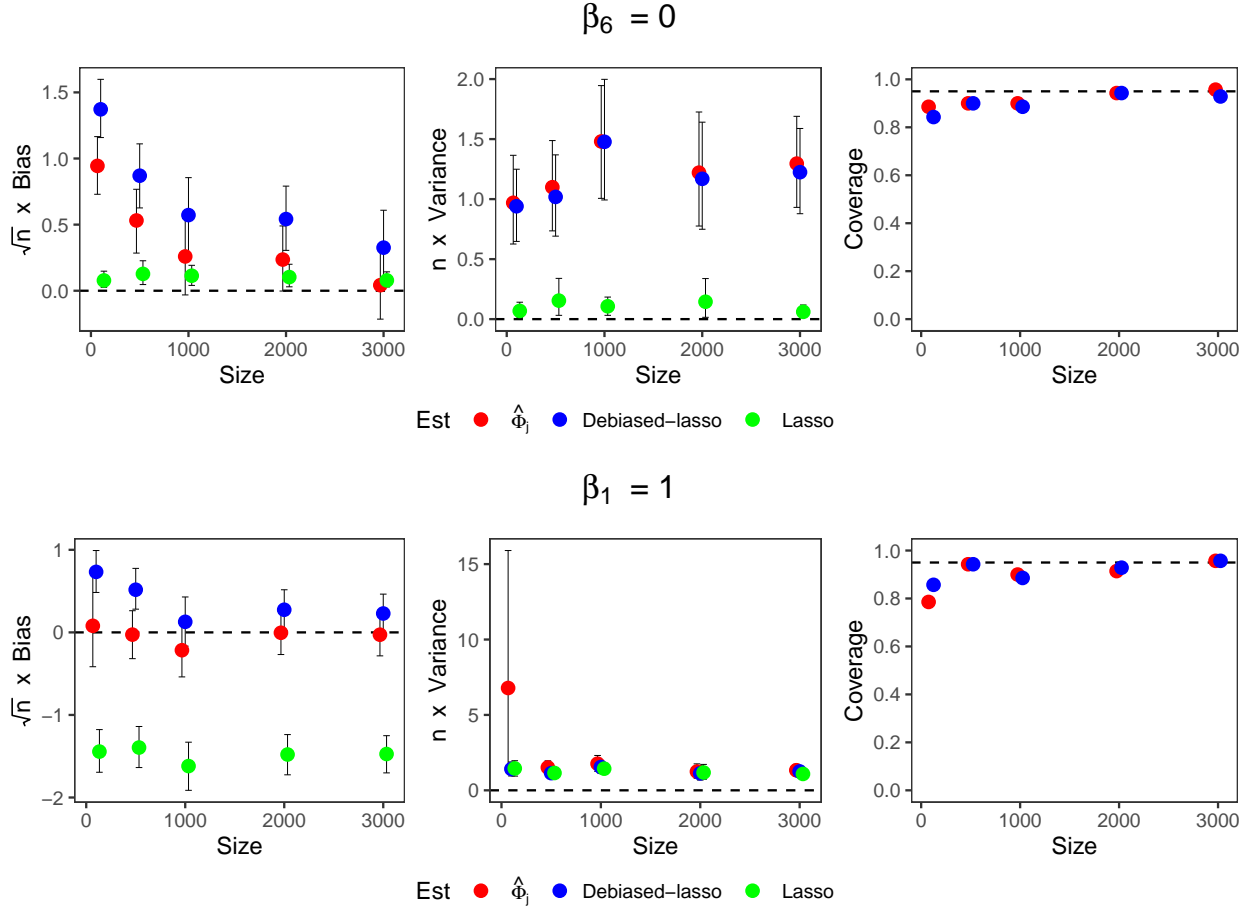 β₆ = 0
√n x Bias
1.5
1.0
0.5
0.0
0 1000 2000 3000
Size
n x Variance
2.0
1.5
1.0
0.5
0.0
0 1000 2000 3000
Size
Coverage
1.0
0.8
0.6
0.4
0.2
0.0
0 1000 2000 3000
Size
Est Φ̂ⱼ Debiased−lasso Lasso
β₁ = 1
√n x Bias
1
0
−1
−2
0 1000 2000 3000
Size
n x Variance
15
10
5
0
0 1000 2000 3000
Size
Coverage
1.0
0.8
0.6
0.4
0.2
0.0
0 1000 2000 3000
Size
Est Φ̂ⱼ Debiased−lasso Lasso